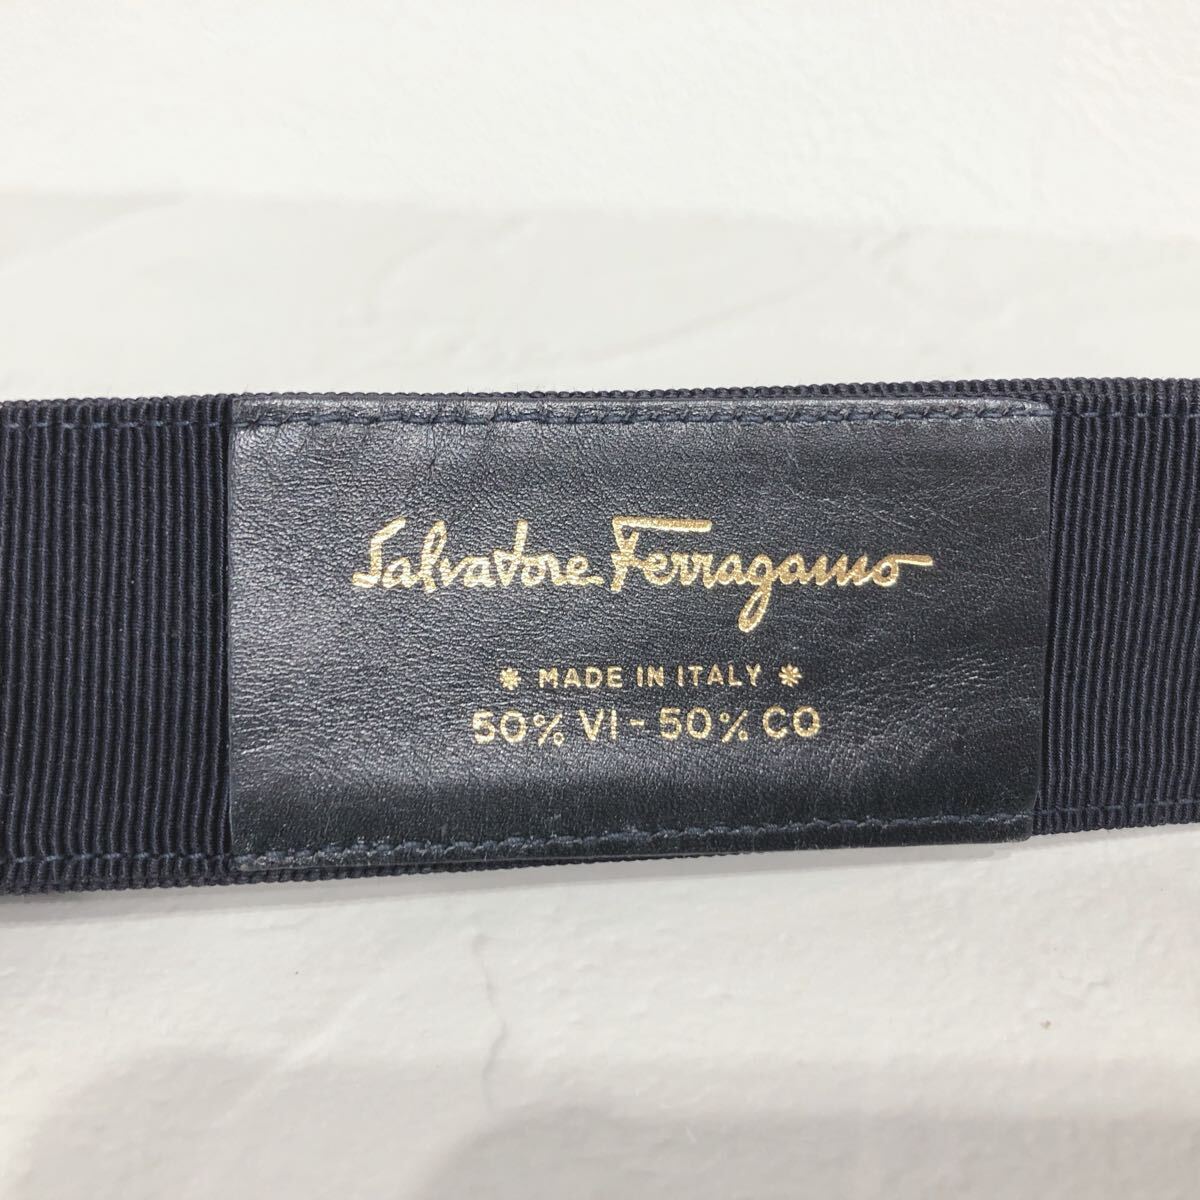 Salvatore Ferragamo
* MADE IN ITALY *
50% VI - 50% CO